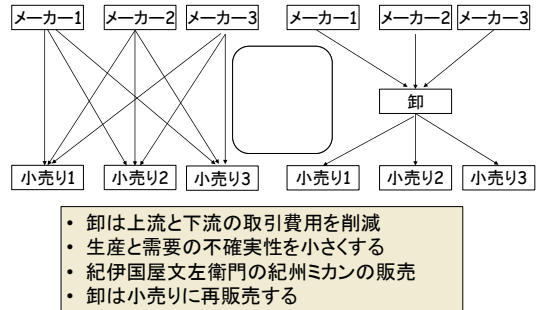 メーカー1 メーカー2 メーカー3 メーカー1 メーカー2 メーカー3
卸
小売り1 小売り2 小売り3 小売り1 小売り2 小売り3
• 卸は上流と下流の取引費用を削減
• 生産と需要の不確実性を小さくする
• 紀伊国屋文左衛門の紀州ミカンの販売
• 卸は小売りに再販売する